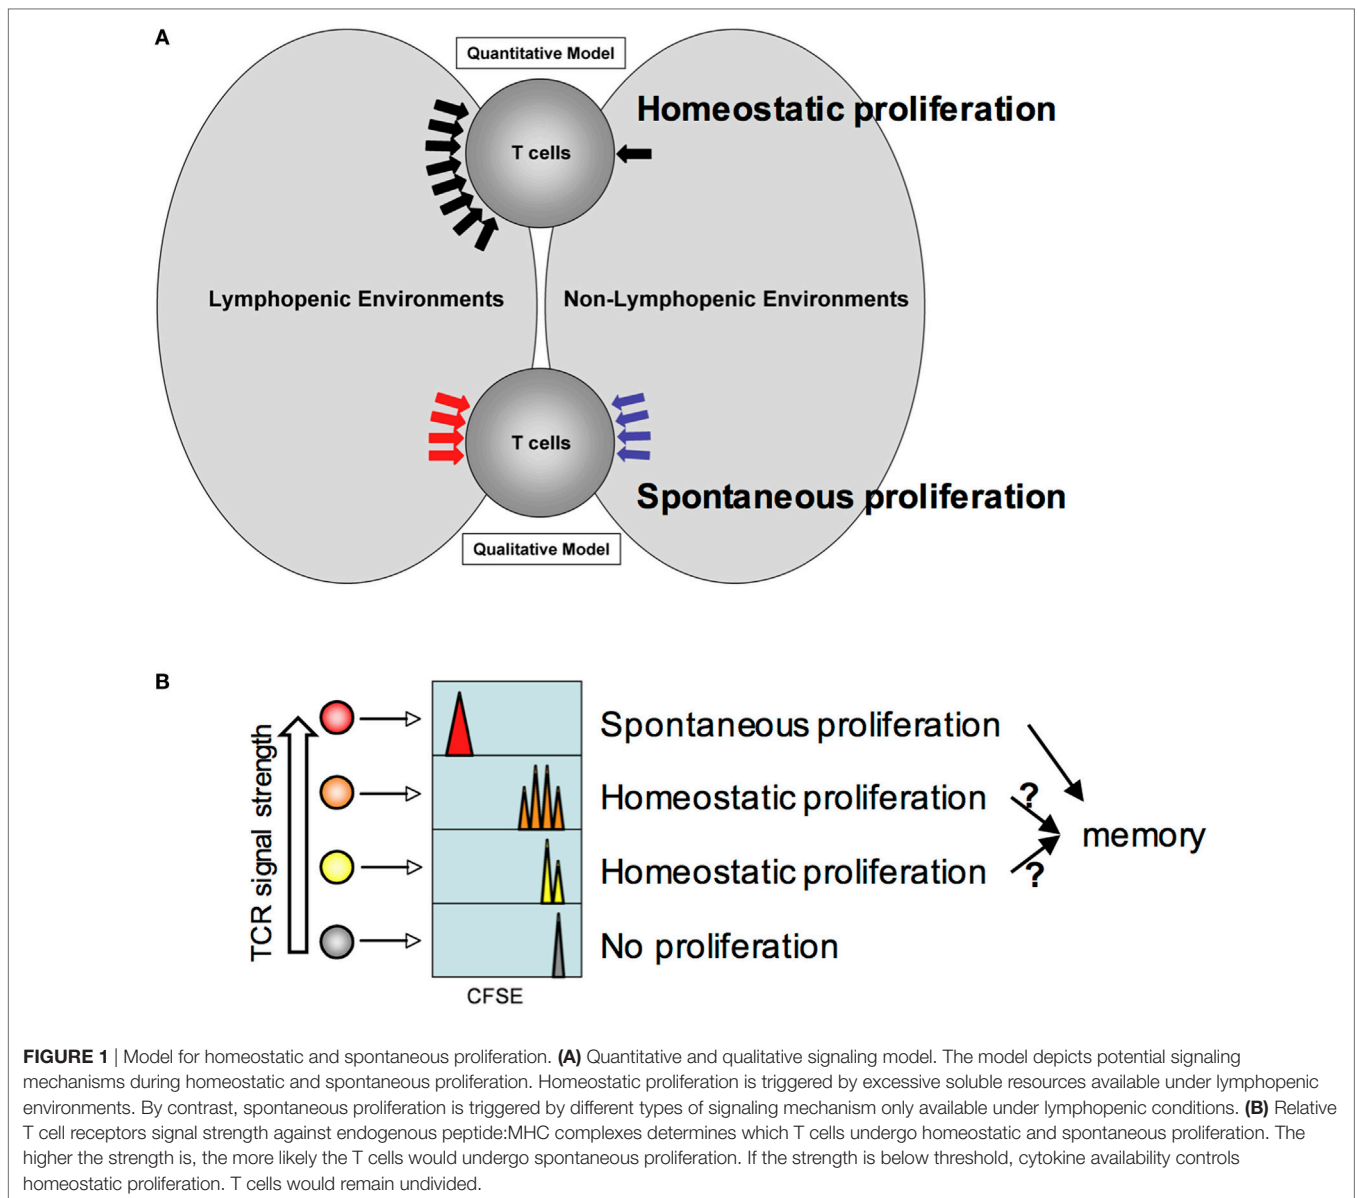 A
Quantitative Model
Homeostatic proliferation
T cells
Lymphopenic Environments
Non-Lymphopenic Environments
T cells
Spontaneous proliferation
Qualitative Model
B
TCR signal strength
Spontaneous proliferation
Homeostatic proliferation
?
memory
Homeostatic proliferation
?
No proliferation
CFSE
FIGURE 1 | Model for homeostatic and spontaneous proliferation. (A) Quantitative and qualitative signaling model. The model depicts potential signaling
mechanisms during homeostatic and spontaneous proliferation. Homeostatic proliferation is triggered by excessive soluble resources available under lymphopenic
environments. By contrast, spontaneous proliferation is triggered by different types of signaling mechanism only available under lymphopenic conditions. (B) Relative
T cell receptors signal strength against endogenous peptide:MHC complexes determines which T cells undergo homeostatic and spontaneous proliferation. The
higher the strength is, the more likely the T cells would undergo spontaneous proliferation. If the strength is below threshold, cytokine availability controls
homeostatic proliferation. T cells would remain undivided.